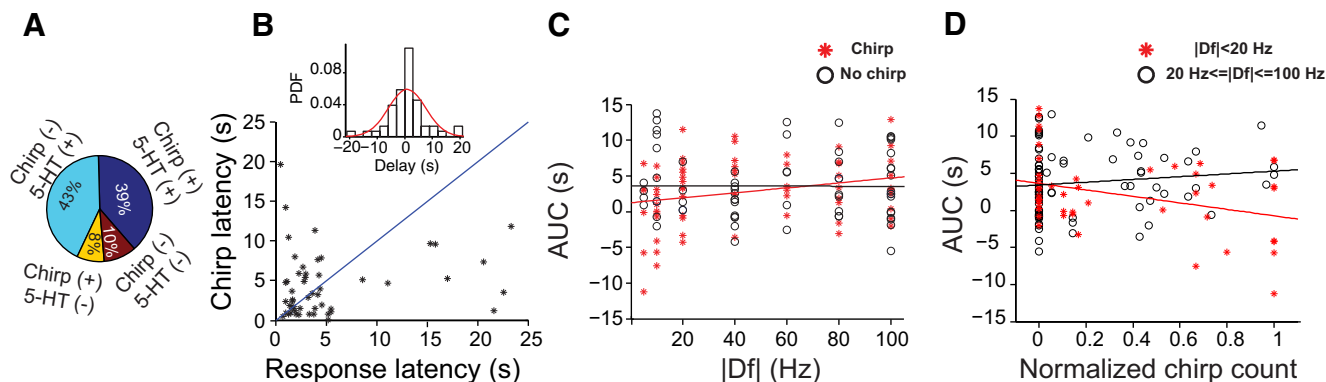 A
Chirp (-)
5-HT (+)
43%
Chirp (+)
5-HT (+)
39%
8%
10%
Chirp (+)
5-HT (-)
Chirp (-)
5-HT (-)
B
PDF
0.08
0.04
0
−20
0
20
Delay (s)
Chirp latency (s)
25
20
15
10
5
0
0
5
10
15
20
25
Response latency (s)
C
Chirp
No chirp
AUC (s)
15
10
5
0
−5
−10
−15
20
40
60
80
100
|Df| (Hz)
D
|Df|<20 Hz
20 Hz<=|Df|<=100 Hz
AUC (s)
15
10
5
0
−5
−10
−15
0
0.2
0.4
0.6
0.8
1
Normalized chirp count